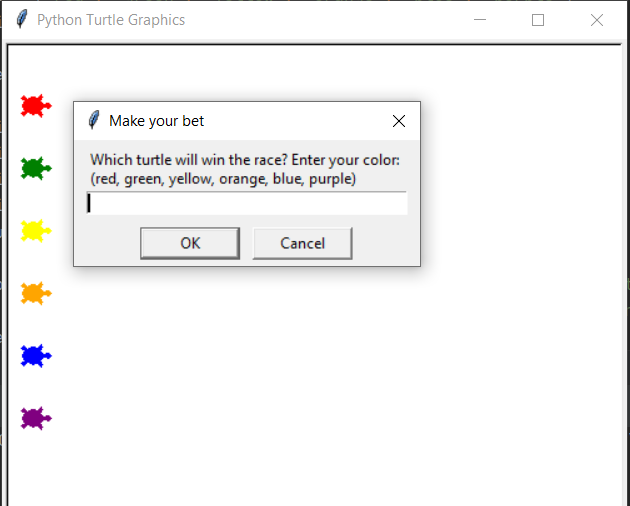 Python Turtle Graphics
Make your bet
Which turtle will win the race? Enter your color:
(red, green, yellow, orange, blue, purple)
OK Cancel